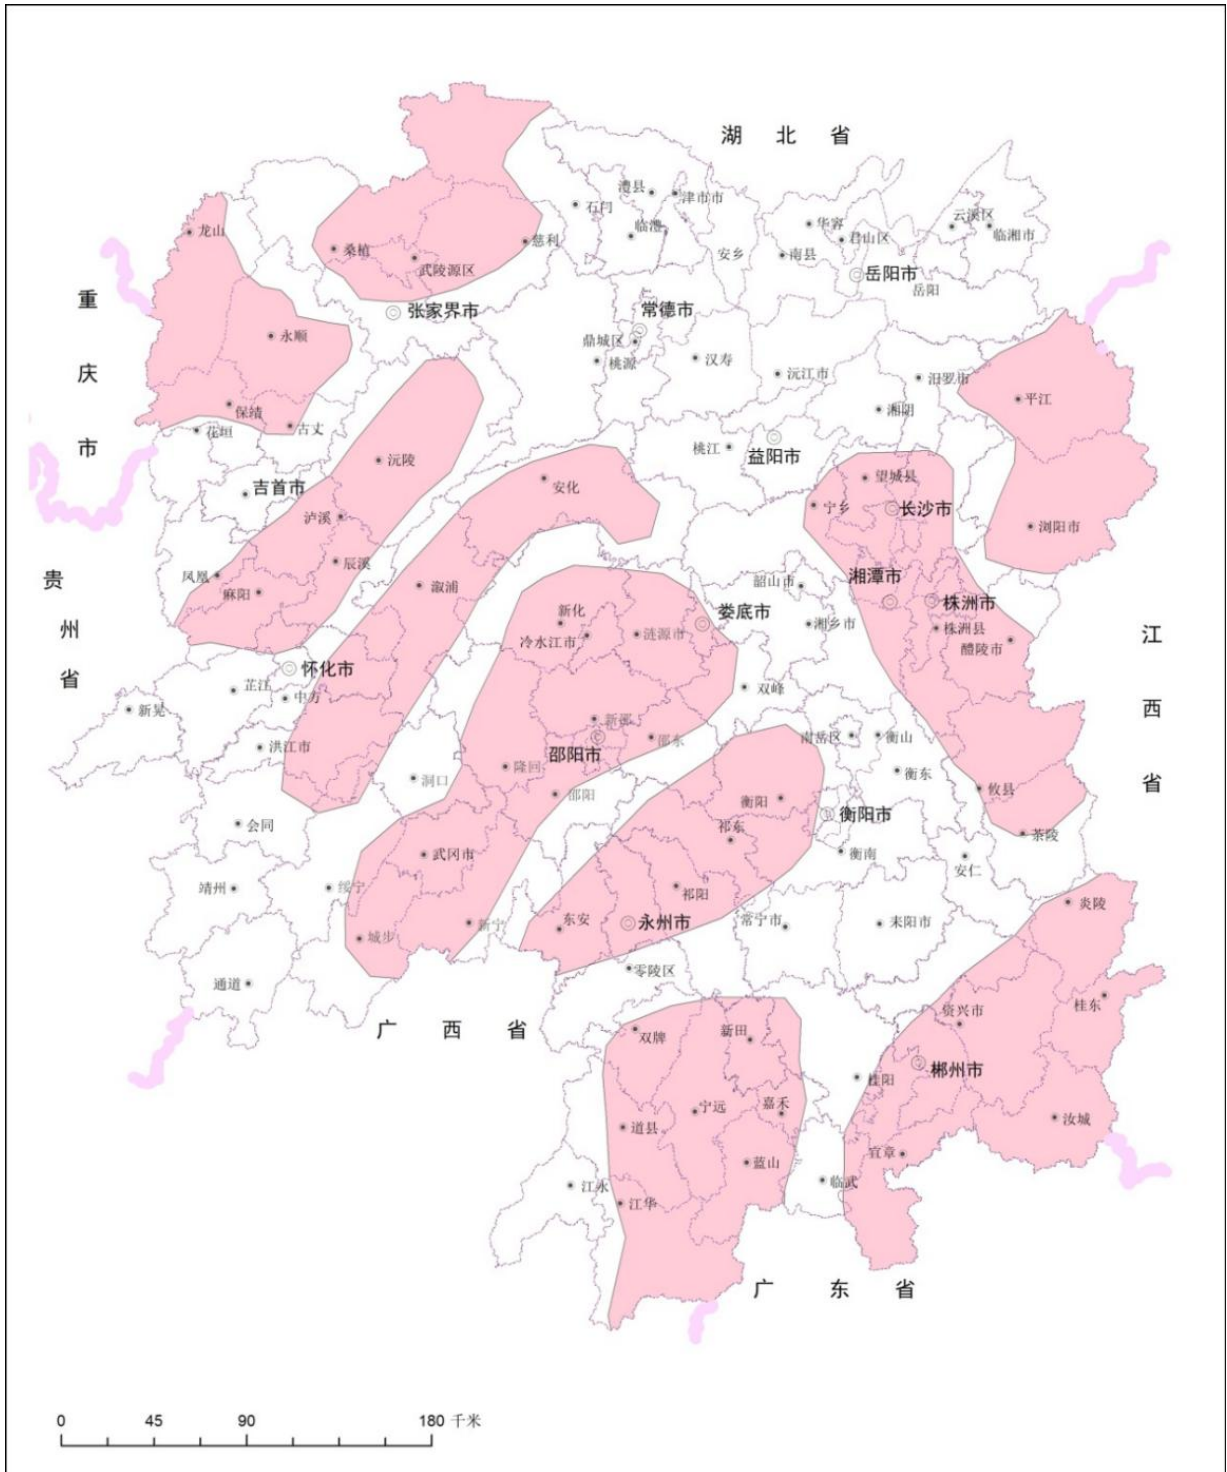 湖北省
澧县
津市市
石门
临澧
华容
云溪区
临湘市
君山区
安乡
南县
岳阳市
岳阳
龙山
桑植
慈利
武陵源区
重庆市
张家界市
常德市
鼎城区
桃源
汉寿
沅江市
汨罗市
湘阴
平江
永顺
保靖
古丈
花垣
沅陵
桃江
益阳市
吉首市
泸溪
安化
望城县
宁乡
长沙市
浏阳市
凤凰
麻阳
辰溪
溆浦
贵州省
新化
冷水江市
涟源市
娄底市
韶山市
湘乡市
湘潭市
株洲市
株洲县
醴陵市
江西省
怀化市
芷江
中方
新晃
洪江市
双峰
新邵
邵阳市
邵东
隆回
洞口
邵阳
南岳区
衡山
衡东
攸县
茶陵
衡阳
衡阳市
祁东
衡南
安仁
会同
武冈市
靖州
绥宁
城步
新宁
东安
祁阳
永州市
常宁市
耒阳市
炎陵
零陵区
通道
广西省
双牌
新田
资兴市
桂东
郴州市
桂阳
宁远
嘉禾
道县
汝城
蓝山
宜章
江永
江华
临武
广东省
0 45 90 180 千米